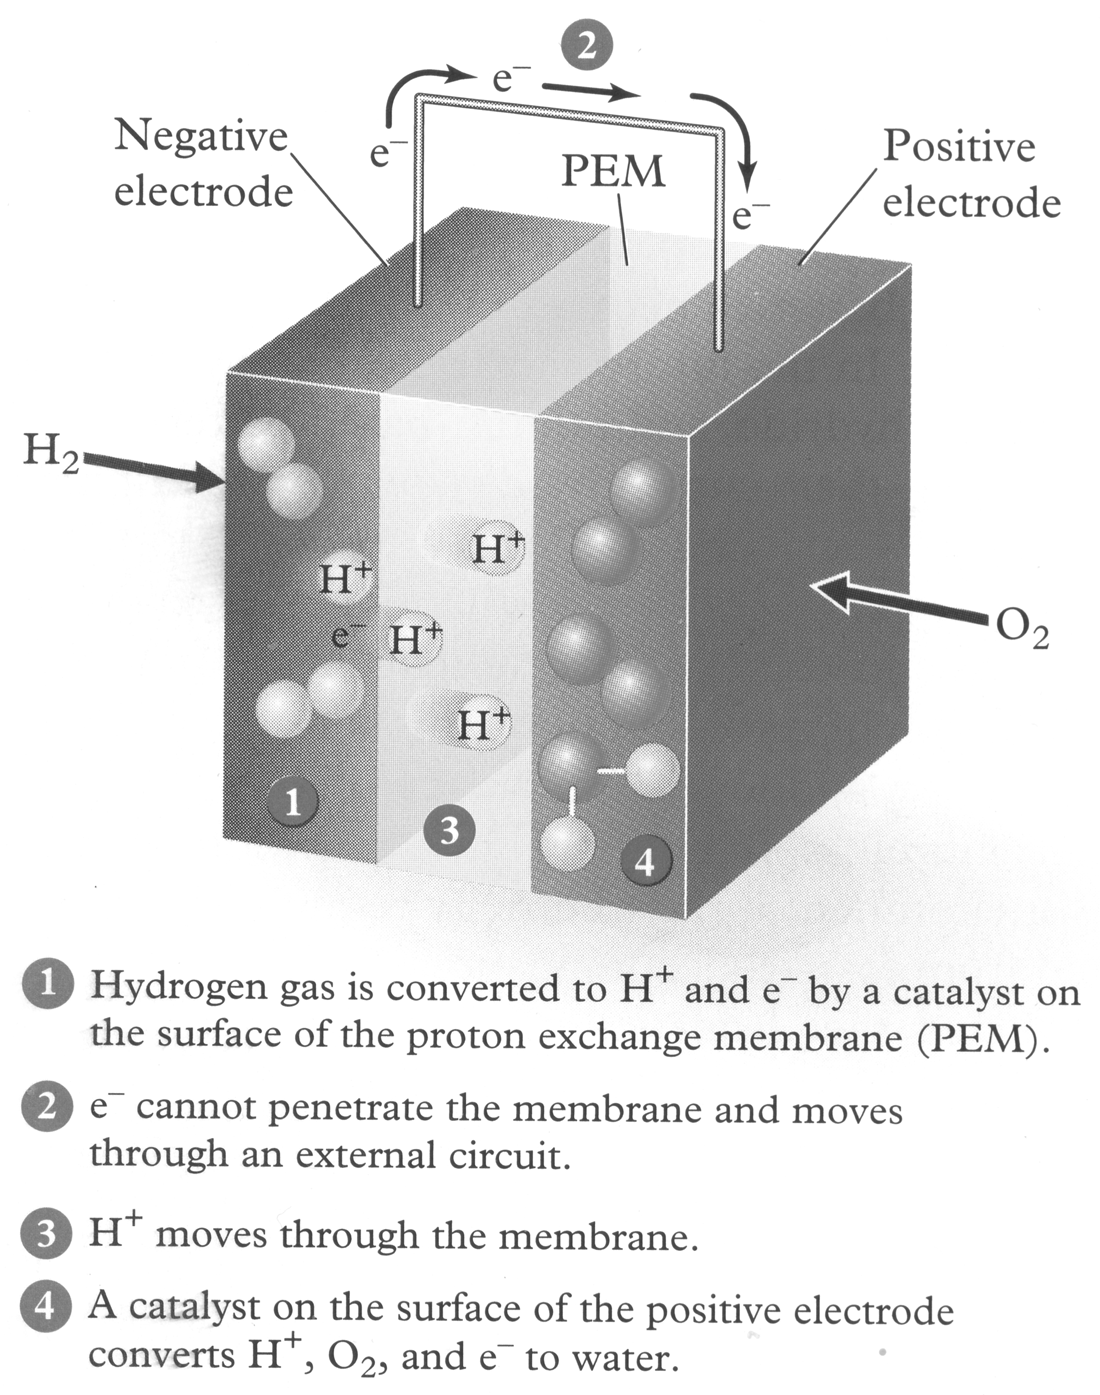 2
e⁻
e⁻
Negative
electrode
PEM
Positive
electrode
e⁻
H₂
H⁺
H⁺
e⁻
H⁺
H⁺
O₂
1
3
4
1 Hydrogen gas is converted to H⁺ and e⁻ by a catalyst on
the surface of the proton exchange membrane (PEM).
2 e⁻ cannot penetrate the membrane and moves
through an external circuit.
3 H⁺ moves through the membrane.
4 A catalyst on the surface of the positive electrode
converts H⁺, O₂, and e⁻ to water.